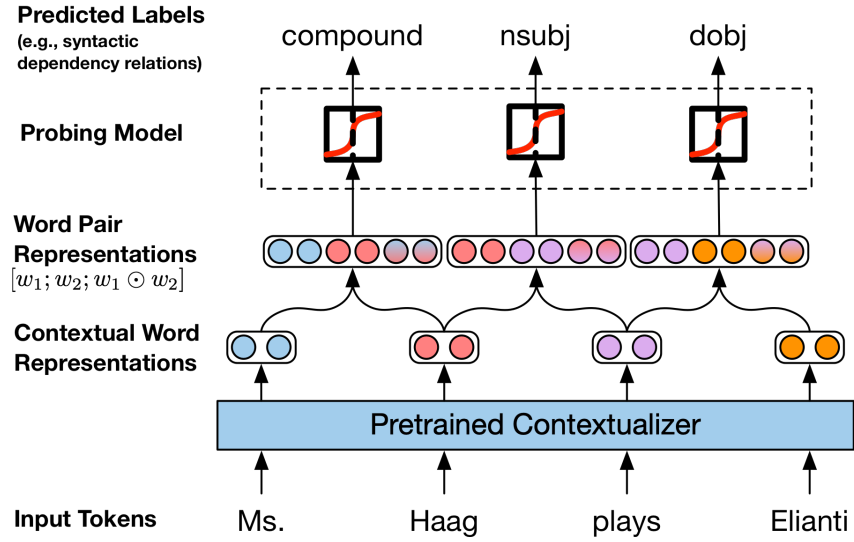 Predicted Labels
(e.g., syntactic
dependency relations)
compound nsubj dobj
Probing Model
Word Pair
Representations
[w₁; w₂; w₁ ⊙ w₂]
Contextual Word
Representations
Pretrained Contextualizer
Input Tokens
Ms. Haag plays Elianti